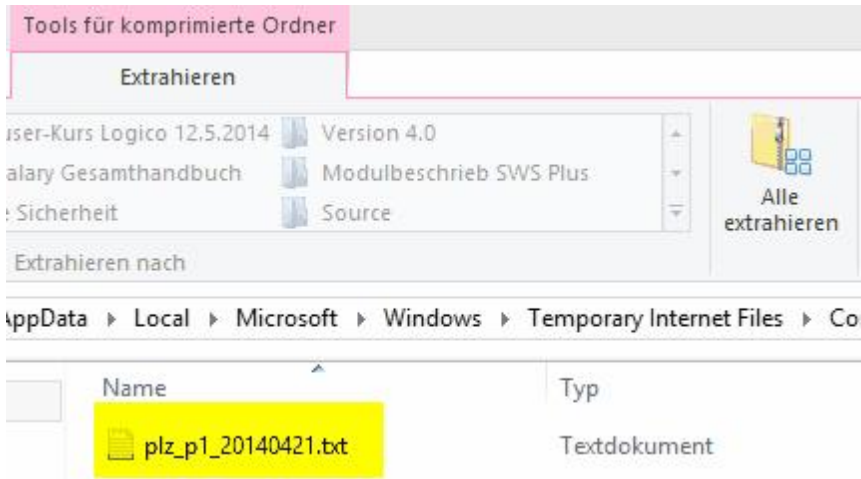 Tools für komprimierte Ordner
Extrahieren
user-Kurs Logico 12.5.2014 Version 4.0
alary Gesamthandbuch Modulbeschrieb SWS Plus
Sicherheit Source
Alle
extrahieren
Extrahieren nach
AppData Local Microsoft Windows Temporary Internet Files Co
Name Typ
plz_p1_20140421.txt Textdokument